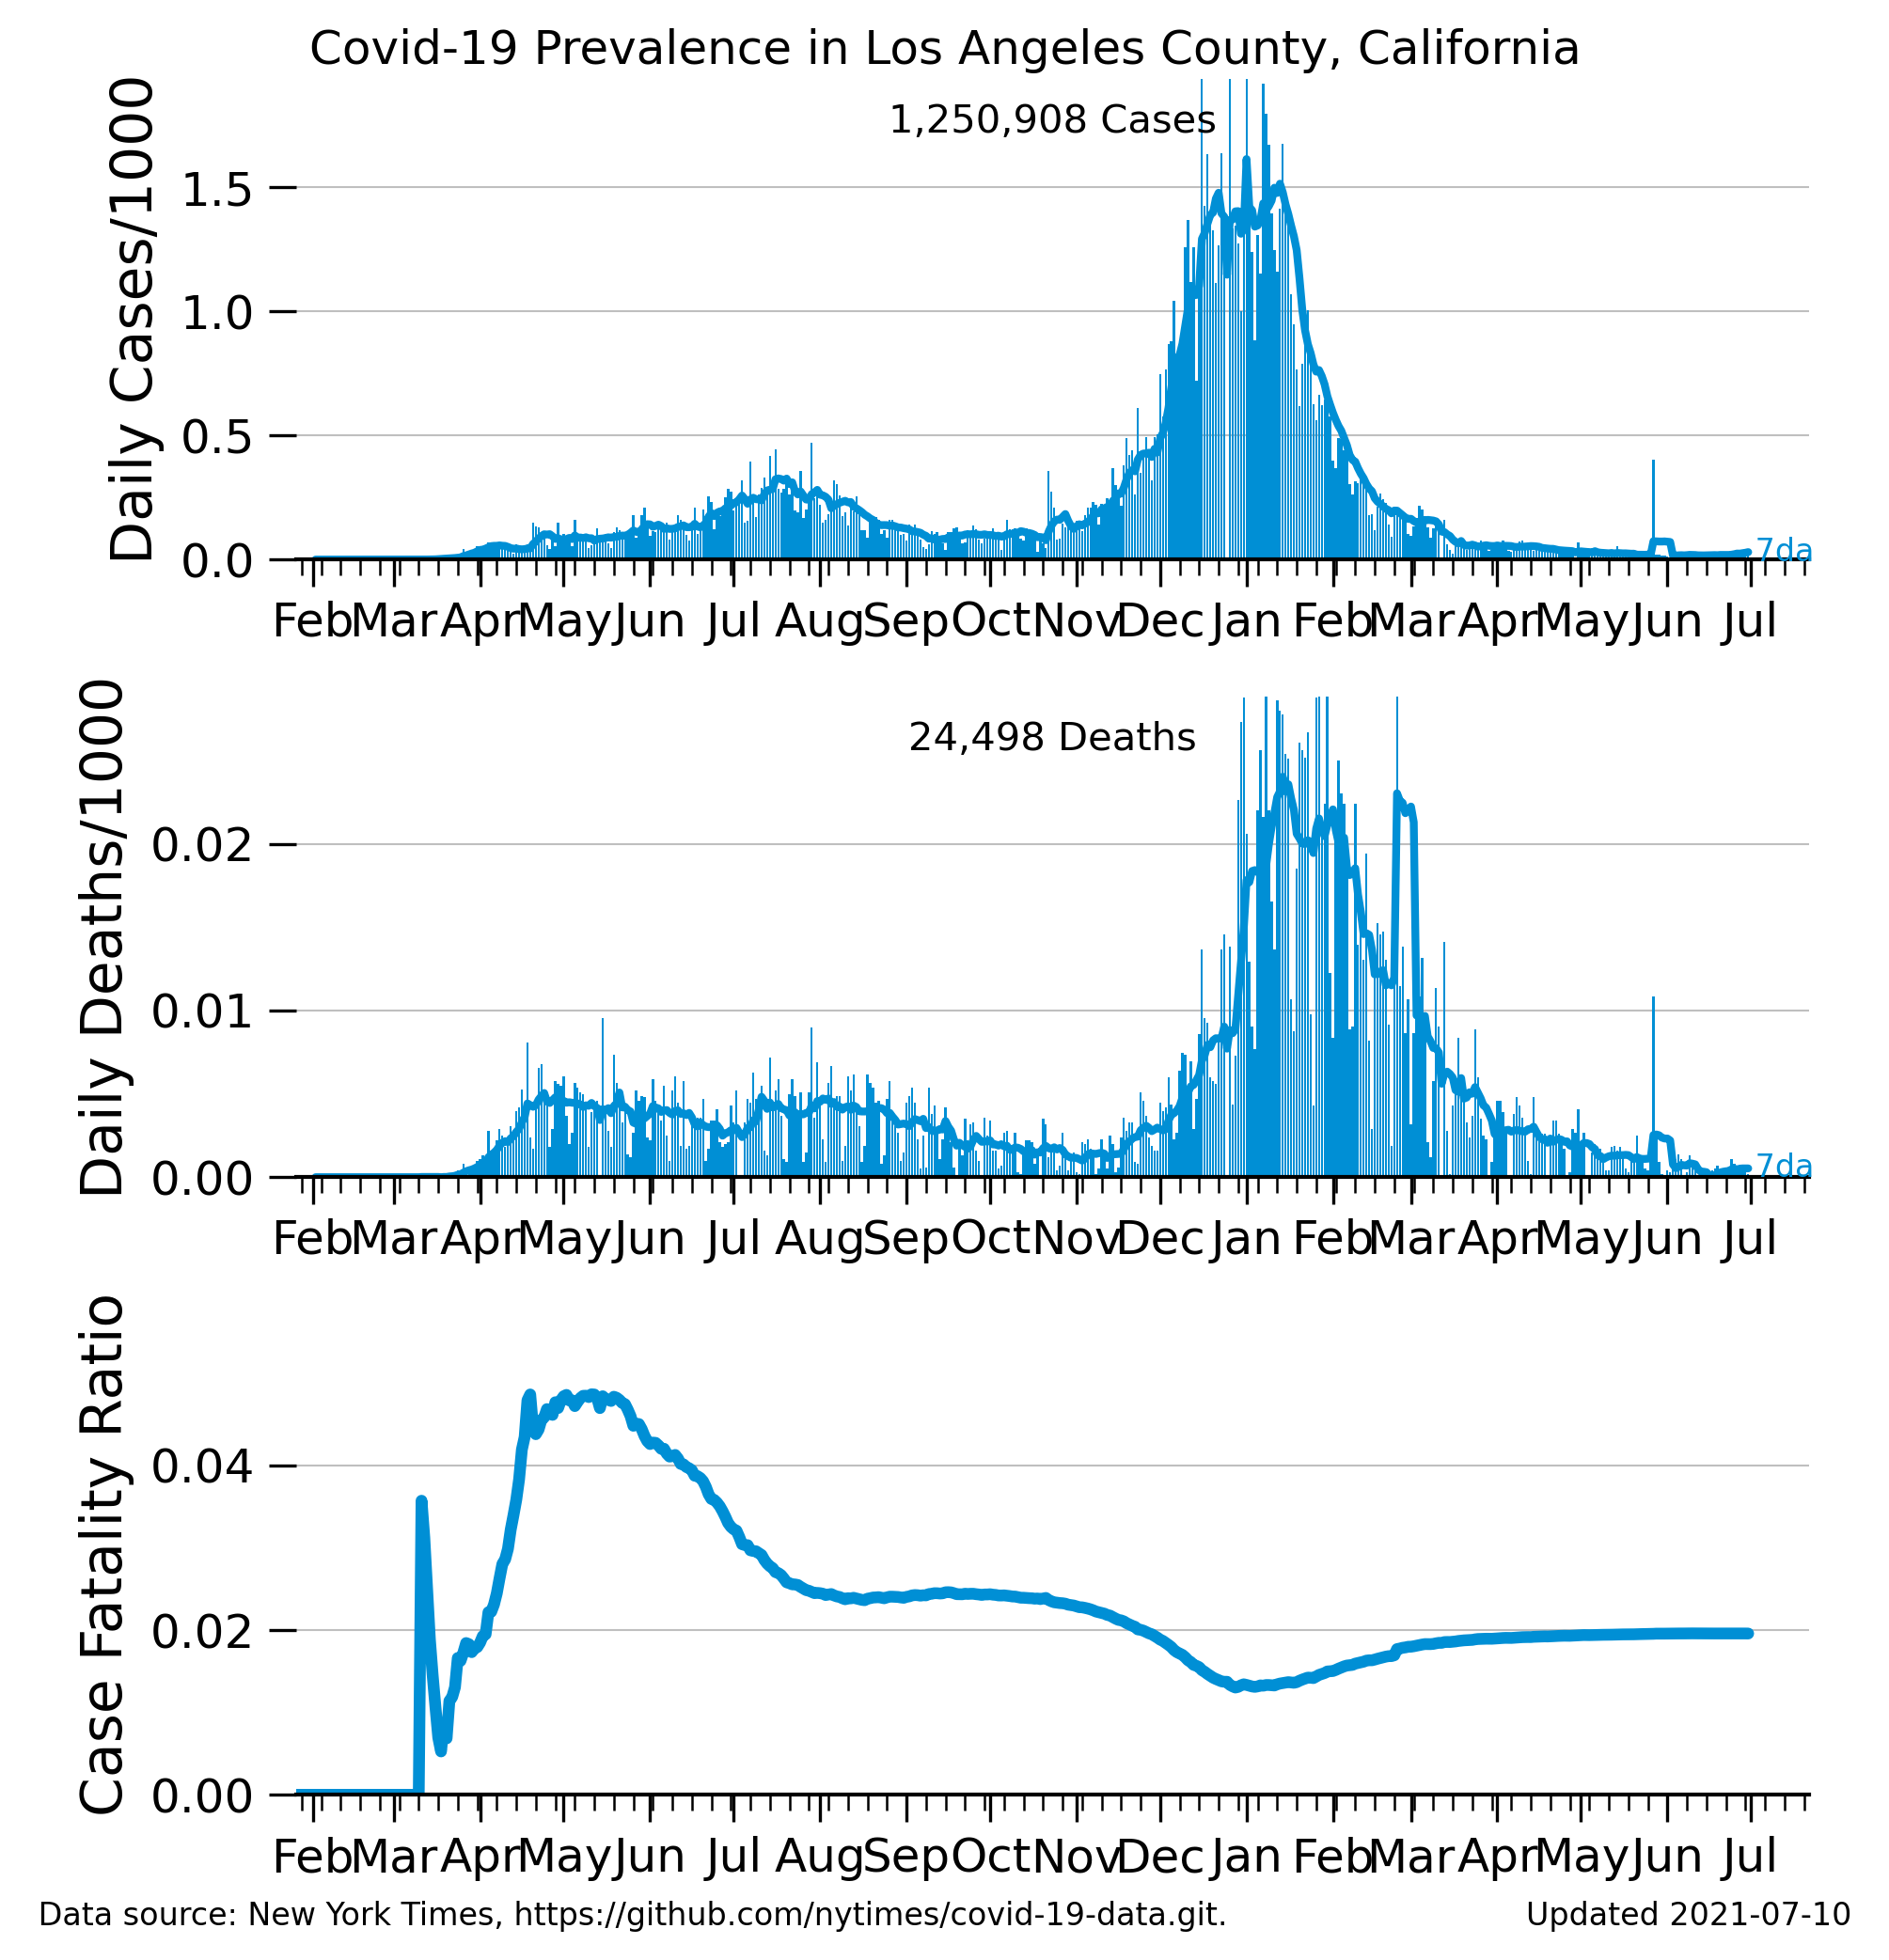 Covid-19 Prevalence in Los Angeles County, California
Daily Cases/1000
1,250,908 Cases
1.5
1.0
0.5
0.0
7da
Feb Mar Apr May Jun Jul Aug Sep Oct Nov Dec Jan Feb Mar Apr May Jun Jul
Daily Deaths/1000
24,498 Deaths
0.02
0.01
0.00
7da
Feb Mar Apr May Jun Jul Aug Sep Oct Nov Dec Jan Feb Mar Apr May Jun Jul
Case Fatality Ratio
0.04
0.02
0.00
Feb Mar Apr May Jun Jul Aug Sep Oct Nov Dec Jan Feb Mar Apr May Jun Jul
Data source: New York Times, https://github.com/nytimes/covid-19-data.git.
Updated 2021-07-10